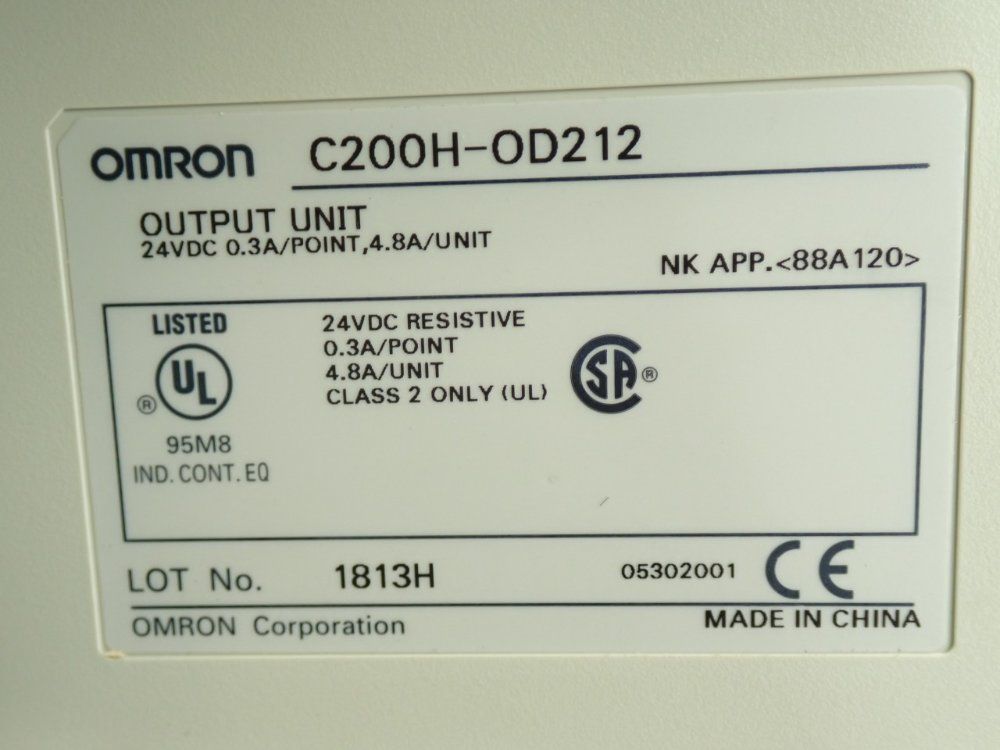 OMRON C200H-OD212
OUTPUT UNIT
24VDC 0.3A/POINT,4.8A/UNIT
NK APP.<88A120>
LISTED
UL
®
95M8
IND. CONT. EQ
24VDC RESISTIVE
0.3A/POINT
4.8A/UNIT
CLASS 2 ONLY (UL)
CSA ®
LOT No. 1813H 05302001 CE
OMRON Corporation MADE IN CHINA